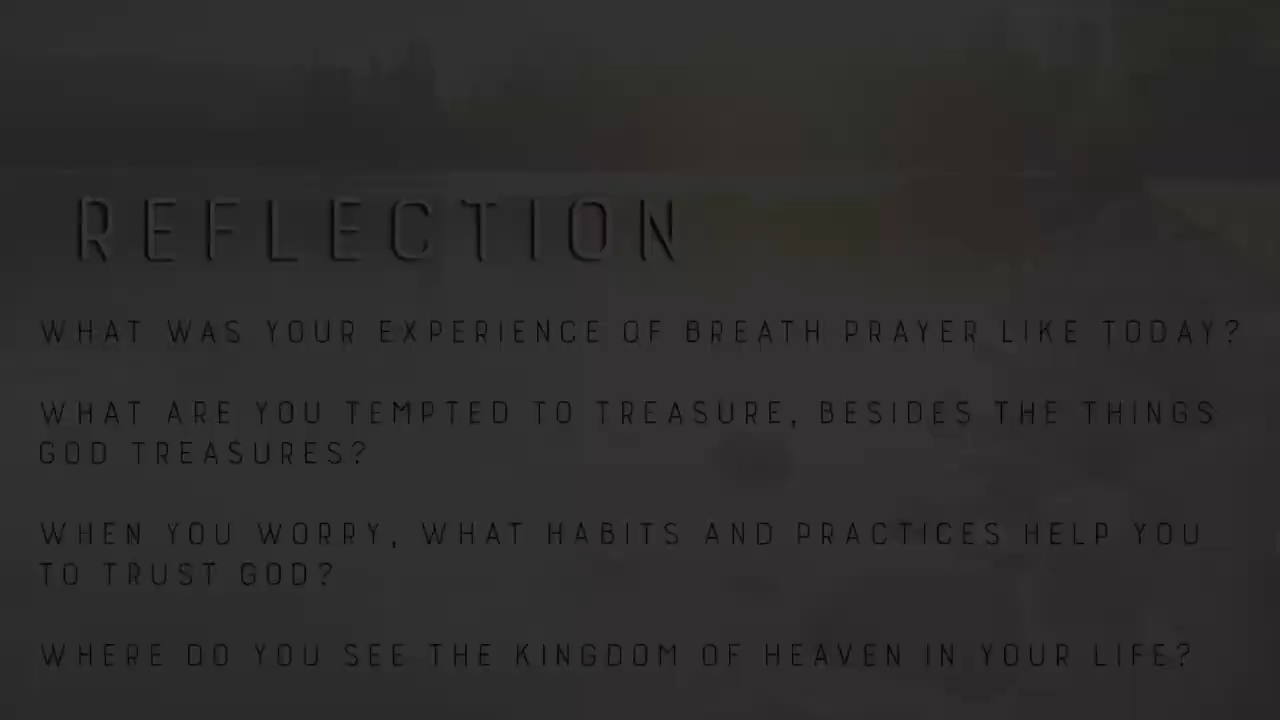 REFLECTION
WHAT WAS YOUR EXPERIENCE OF BREATH PRAYER LIKE TODAY?
WHAT ARE YOU TEMPTED TO TREASURE, BESIDES THE THINGS
GOD TREASURES?
WHEN YOU WORRY, WHAT HABITS AND PRACTICES HELP YOU
TO TRUST GOD?
WHERE DO YOU SEE THE KINGDOM OF HEAVEN IN YOUR LIFE?